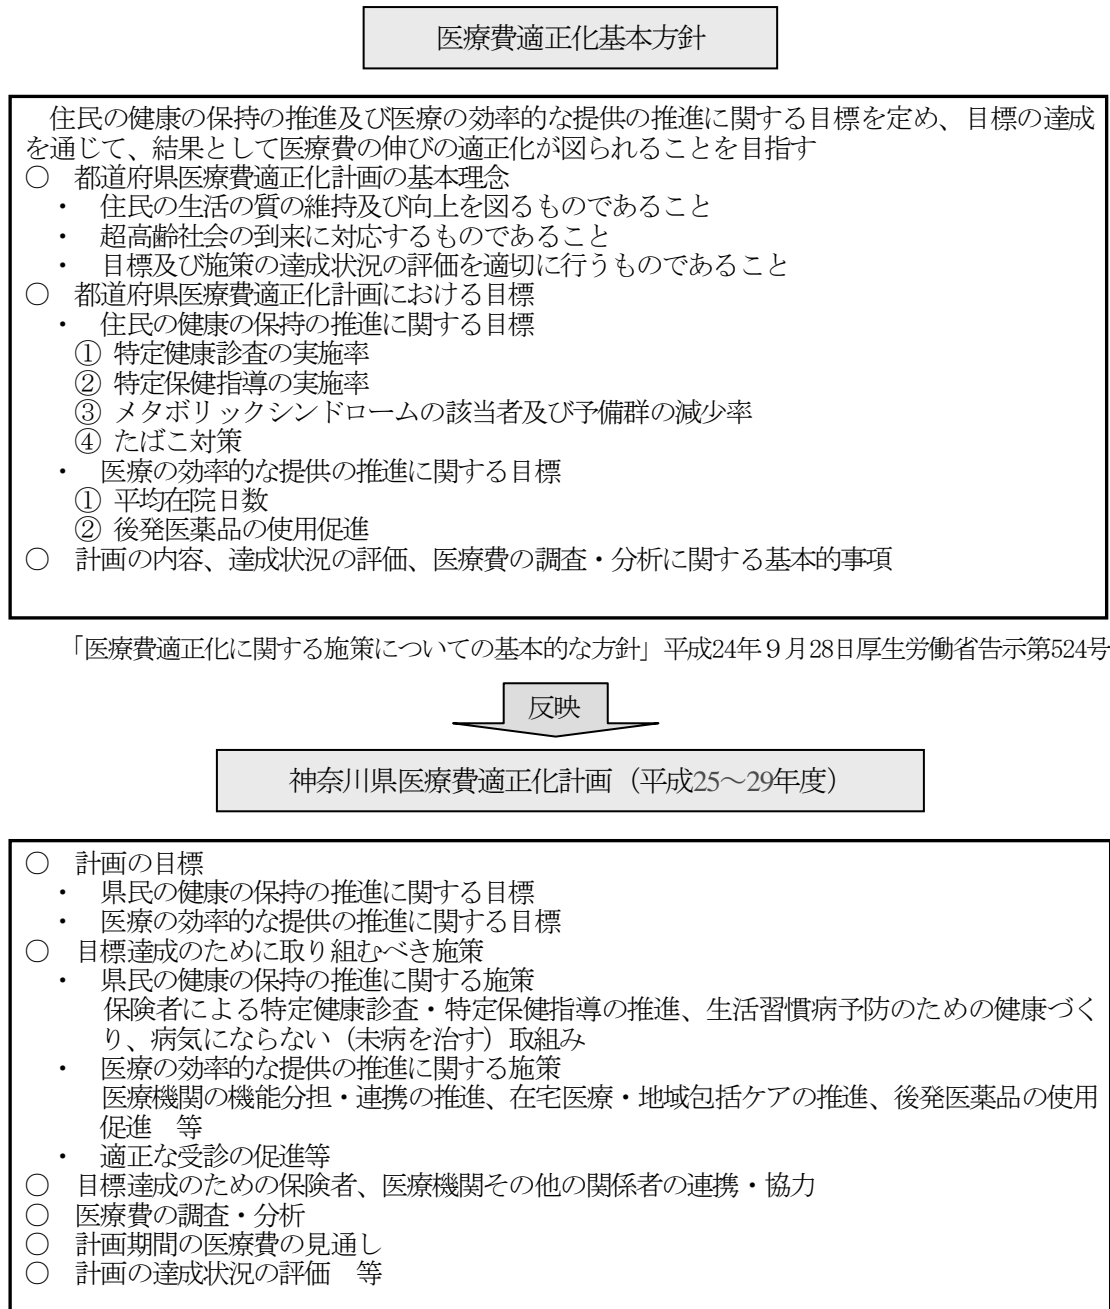 医療費適正化基本方針
住民の健康の保持の推進及び医療の効率的な提供の推進に関する目標を定め、目標の達成
を通じて、結果として医療費の伸びの適正化が図られることを目指す
○　都道府県医療費適正化計画の基本理念
・　住民の生活の質の維持及び向上を図るものであること
・　超高齢社会の到来に対応するものであること
・　目標及び施策の達成状況の評価を適切に行うものであること
○　都道府県医療費適正化計画における目標
・　住民の健康の保持の推進に関する目標
① 特定健康診査の実施率
② 特定保健指導の実施率
③ メタボリックシンドロームの該当者及び予備群の減少率
④ たばこ対策
・　医療の効率的な提供の推進に関する目標
① 平均在院日数
② 後発医薬品の使用促進
○　計画の内容、達成状況の評価、医療費の調査・分析に関する基本的事項
「医療費適正化に関する施策についての基本的な方針」平成24年９月28日厚生労働省告示第524号
反映
神奈川県医療費適正化計画（平成25～29年度）
○　計画の目標
・　県民の健康の保持の推進に関する目標
・　医療の効率的な提供の推進に関する目標
○　目標達成のために取り組むべき施策
・　県民の健康の保持の推進に関する施策
保険者による特定健康診査・特定保健指導の推進、生活習慣病予防のための健康づく
り、病気にならない（未病を治す）取組み
・　医療の効率的な提供の推進に関する施策
医療機関の機能分担・連携の推進、在宅医療・地域包括ケアの推進、後発医薬品の使用
促進　等
・　適正な受診の促進等
○　目標達成のための保険者、医療機関その他の関係者の連携・協力
○　医療費の調査・分析
○　計画期間の医療費の見通し
○　計画の達成状況の評価　等